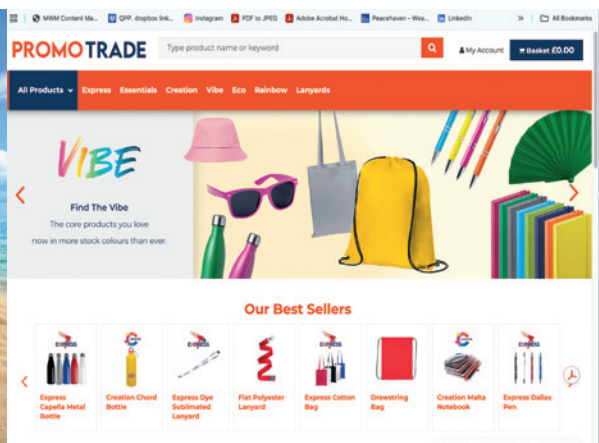 MWM Content Ma...
QPP. dropbox link...
Instagram
PDF to JPEG
Adobe Acrobat Ho...
Peacehaven - Wea...
LinkedIn
»
All Bookmarks
PROMOTRADE
Type product name or keyword
My Account
Basket £0.00
All Products
Express
Essentials
Creation
Vibe
Eco
Rainbow
Lanyards
VIBE
Find The Vibe
The core products you love
now in more stock colours than ever.
Our Best Sellers
EXPRESS
Express
Capella Metal
Bottle
Creation Chord
Bottle
EXPRESS
Express Dye
Sublimated
Lanyard
Flat Polyester
Lanyard
EXPRESS
Express Cotton
Bag
Drawstring
Bag
Creation Malta
Notebook
EXPRESS
Express Dallas
Pen